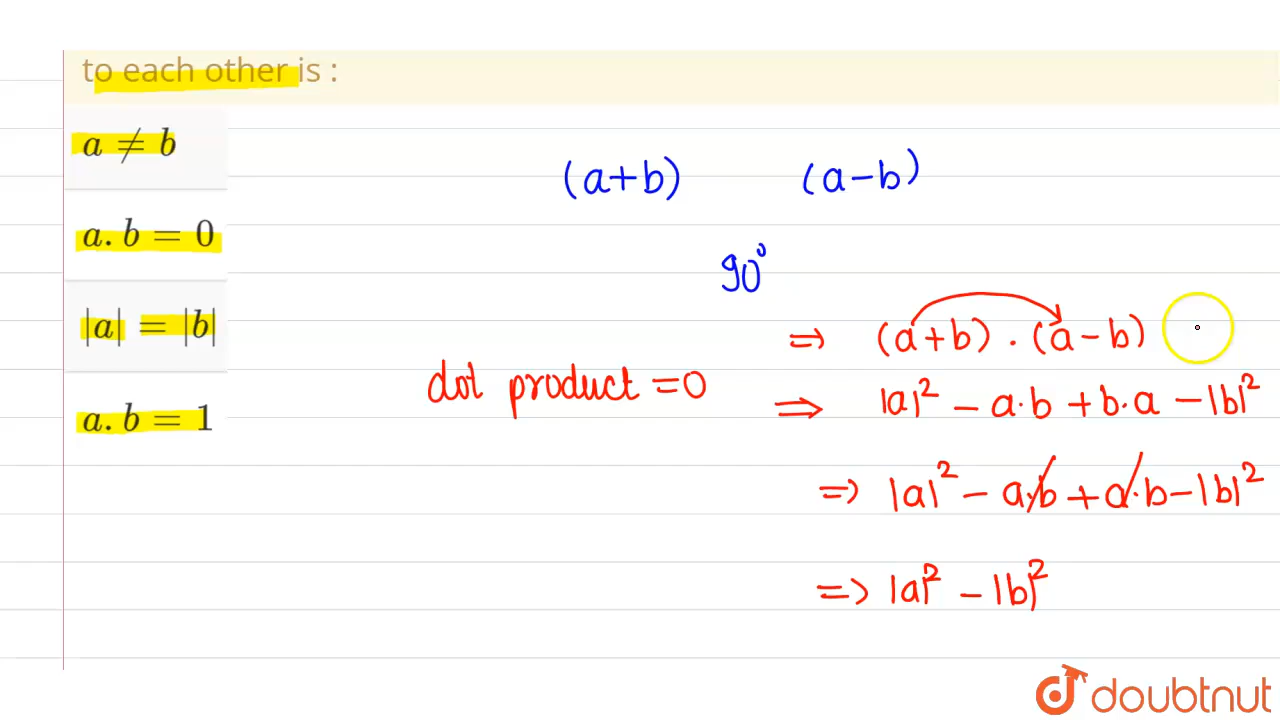 to each other is :
a ≠ b
(a+b) (a-b)
a. b = 0
90°
|a| = |b|
⇒ (a+b) . (a-b)
dot product = 0
⇒ |a|² - a.b + b.a - |b|²
a. b = 1
⇒ |a|² - a.b + a.b - |b|²
⇒ |a|² - |b|²
doubtnut